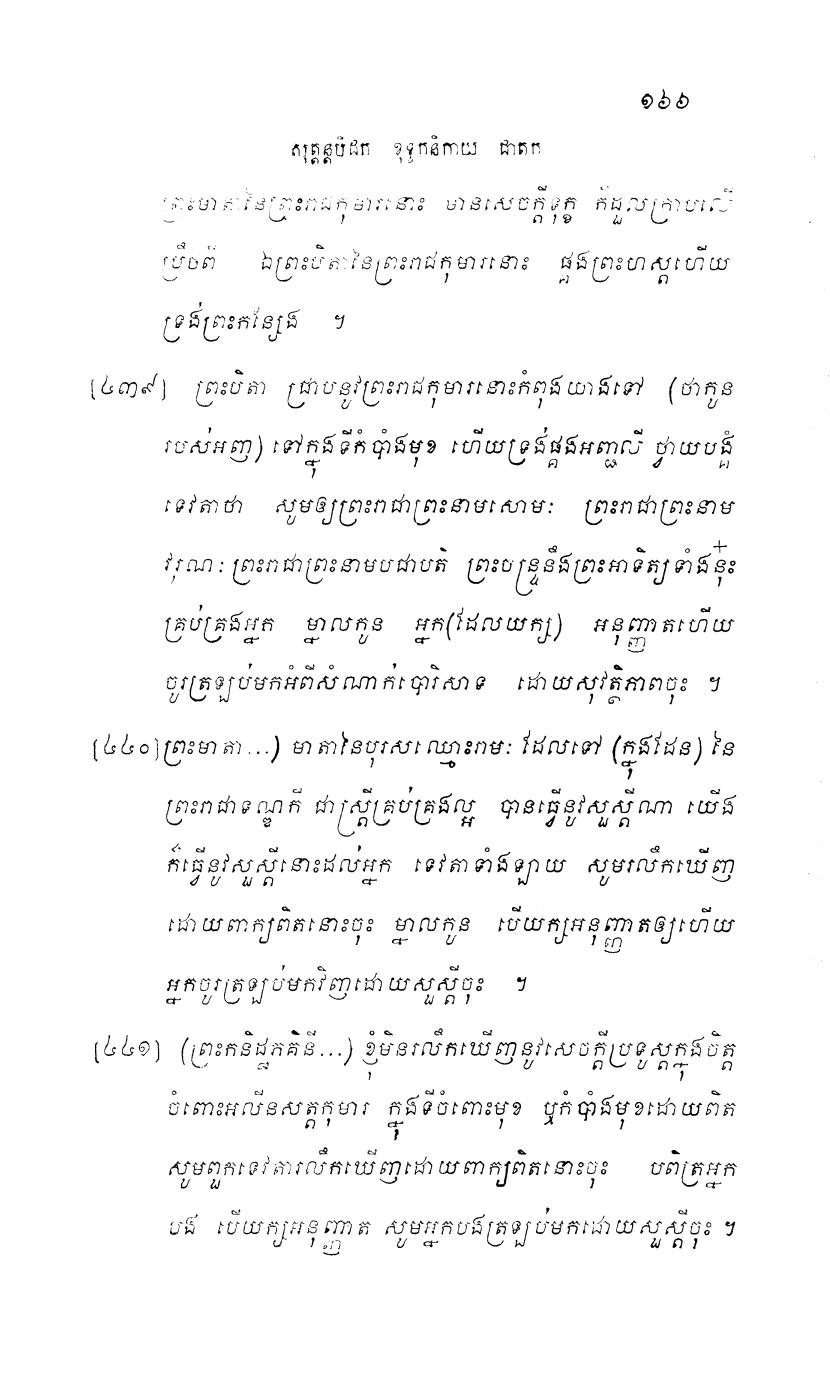 ១៦៦
សុត្តន្តបិដក ខុទ្ទកនិកាយ ជាតក
ព្រះមាតានៃព្រះរាជកុមារនោះ មានសេចក្តីទុក្ខ ក៏ដួលក្រាបលើ
ប្រឹថពី ឯព្រះបិតានៃព្រះរាជកុមារនោះ ផ្គងព្រះហស្តហើយ
ទ្រង់ព្រះកន្សែង ។
[៤៣៩] ព្រះបិតា ជ្រាបនូវព្រះរាជកុមារនោះកំពុងយាងទៅ (ថាកូន
របស់អញ) ទៅក្នុងទីកំបាំងមុខ ហើយទ្រង់ផ្គងអញ្ជលី ថ្វាយបង្គំ
ទេវតាថា សូមឲ្យព្រះរាជាព្រះនាមសោមៈ ព្រះរាជាព្រះនាម
វរុណៈ ព្រះរាជាព្រះនាមបជាបតិ ព្រះចន្ទ្រនឹងព្រះអាទិត្យទាំងនុ៎ះ
គ្រប់គ្រងអ្នក ម្នាលកូន អ្នក(ដែលយក្ស) អនុញ្ញាតហើយ
ចូរត្រឡប់មកអំពីសំណាក់បោរិសាទ ដោយសុវត្ថិភាពចុះ ។
[៤៤០] ព្រះមាតា...) មាតានៃបុរសឈ្មោះរាមៈ ដែលទៅ (ក្នុងដែន) នៃ
ព្រះរាជាទណ្ឌកី ជាស្រ្តីគ្រប់គ្រងល្អ បានធ្វើនូវសួស្តីណា យើង
ក៏ធ្វើនូវសួស្តីនោះដល់អ្នក ទេវតាទាំងឡាយ សូមរលឹកឃើញ
ដោយពាក្យពិតនោះចុះ ម្នាលកូន បើយក្សអនុញ្ញាតឲ្យហើយ
អ្នកចូរត្រឡប់មកវិញដោយសួស្តីចុះ ។
[៤៤១] (ព្រះកនិដ្ឋភគិនី...) ខ្ញុំមិនរលឹកឃើញនូវសេចក្តីប្រទូស្តក្នុងចិត្ត
ចំពោះអលីនសត្តកុមារ ក្នុងទីចំពោះមុខ ឬកំបាំងមុខដោយពិត
សូមពួកទេវតារលឹកឃើញដោយពាក្យពិតនោះចុះ បពិត្រអ្នក
បង បើយក្សអនុញ្ញាត សូមអ្នកបងត្រឡប់មកដោយសួស្តីចុះ ។